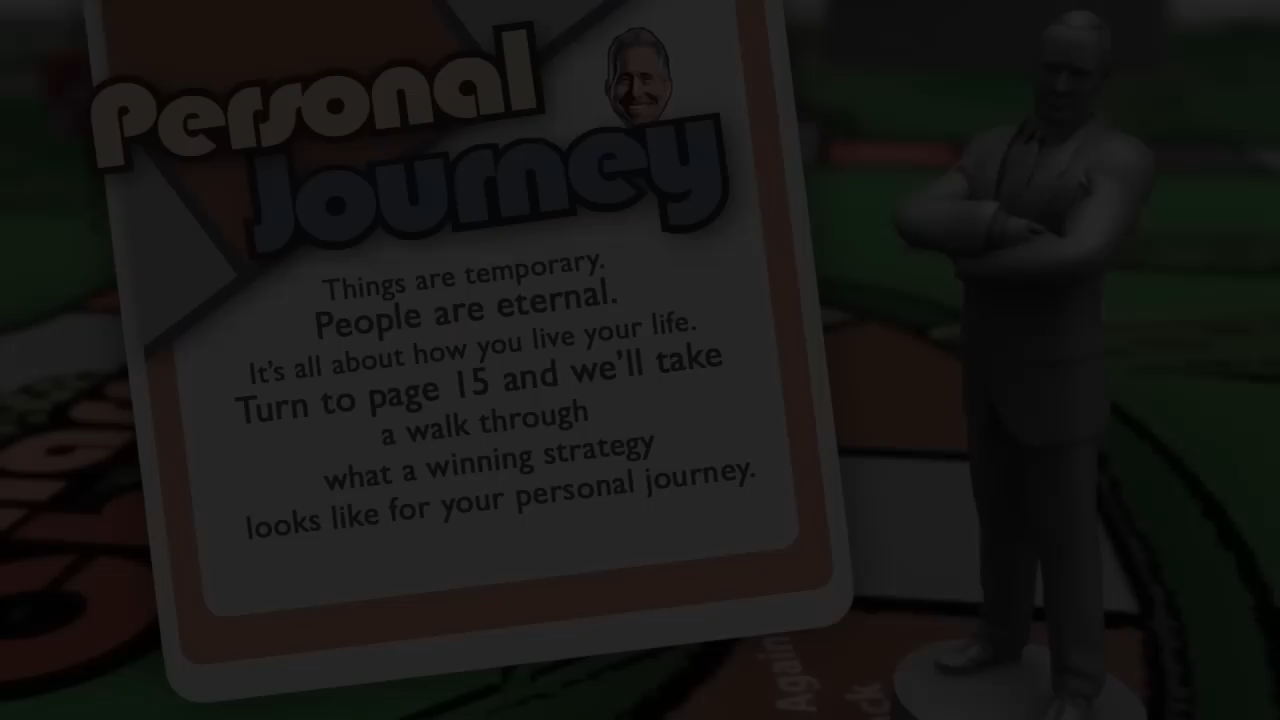 Personal
Journey
Things are temporary.
People are eternal.
It's all about how you live your life.
Turn to page 15 and we'll take
a walk through
what a winning strategy
looks like for your personal journey.
Again